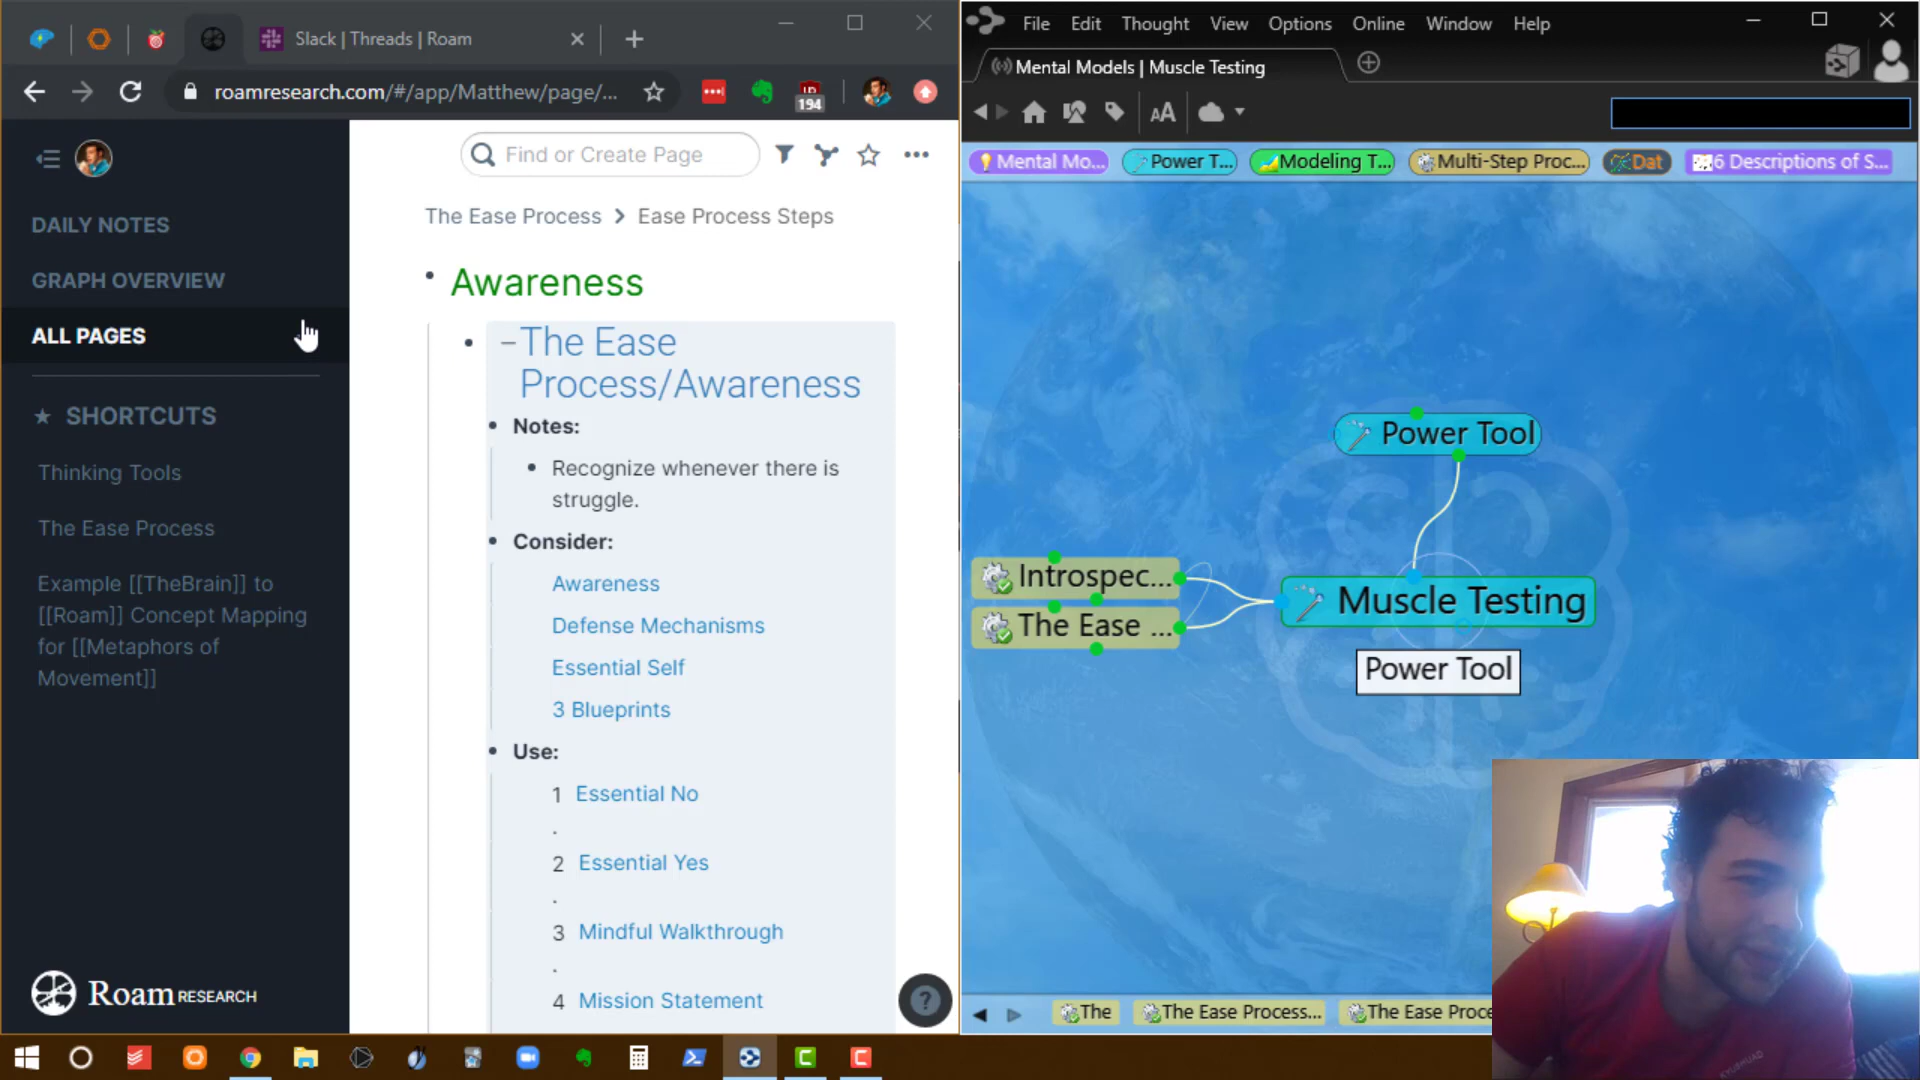 Slack | Threads | Roam
roamresearch.com/#/app/Matthew/page/...
194
DAILY NOTES
GRAPH OVERVIEW
ALL PAGES
SHORTCUTS
Thinking Tools
The Ease Process
Example [[TheBrain]] to
[[Roam]] Concept Mapping
for [[Metaphors of
Movement]]
Roam RESEARCH
Find or Create Page
The Ease Process > Ease Process Steps
Awareness
The Ease
Process/Awareness
Notes:
Recognize whenever there is
struggle.
Consider:
Awareness
Defense Mechanisms
Essential Self
3 Blueprints
Use:
1 Essential No
.
2 Essential Yes
.
3 Mindful Walkthrough
.
4 Mission Statement
?
File Edit Thought View Options Online Window Help
Mental Models | Muscle Testing
AA
Mental Mo... Power T... Modeling T... Multi-Step Proc... Dat 6 Descriptions of S...
Power Tool
Introspec...
The Ease ...
Muscle Testing
Power Tool
The The Ease Process... The Ease Proce